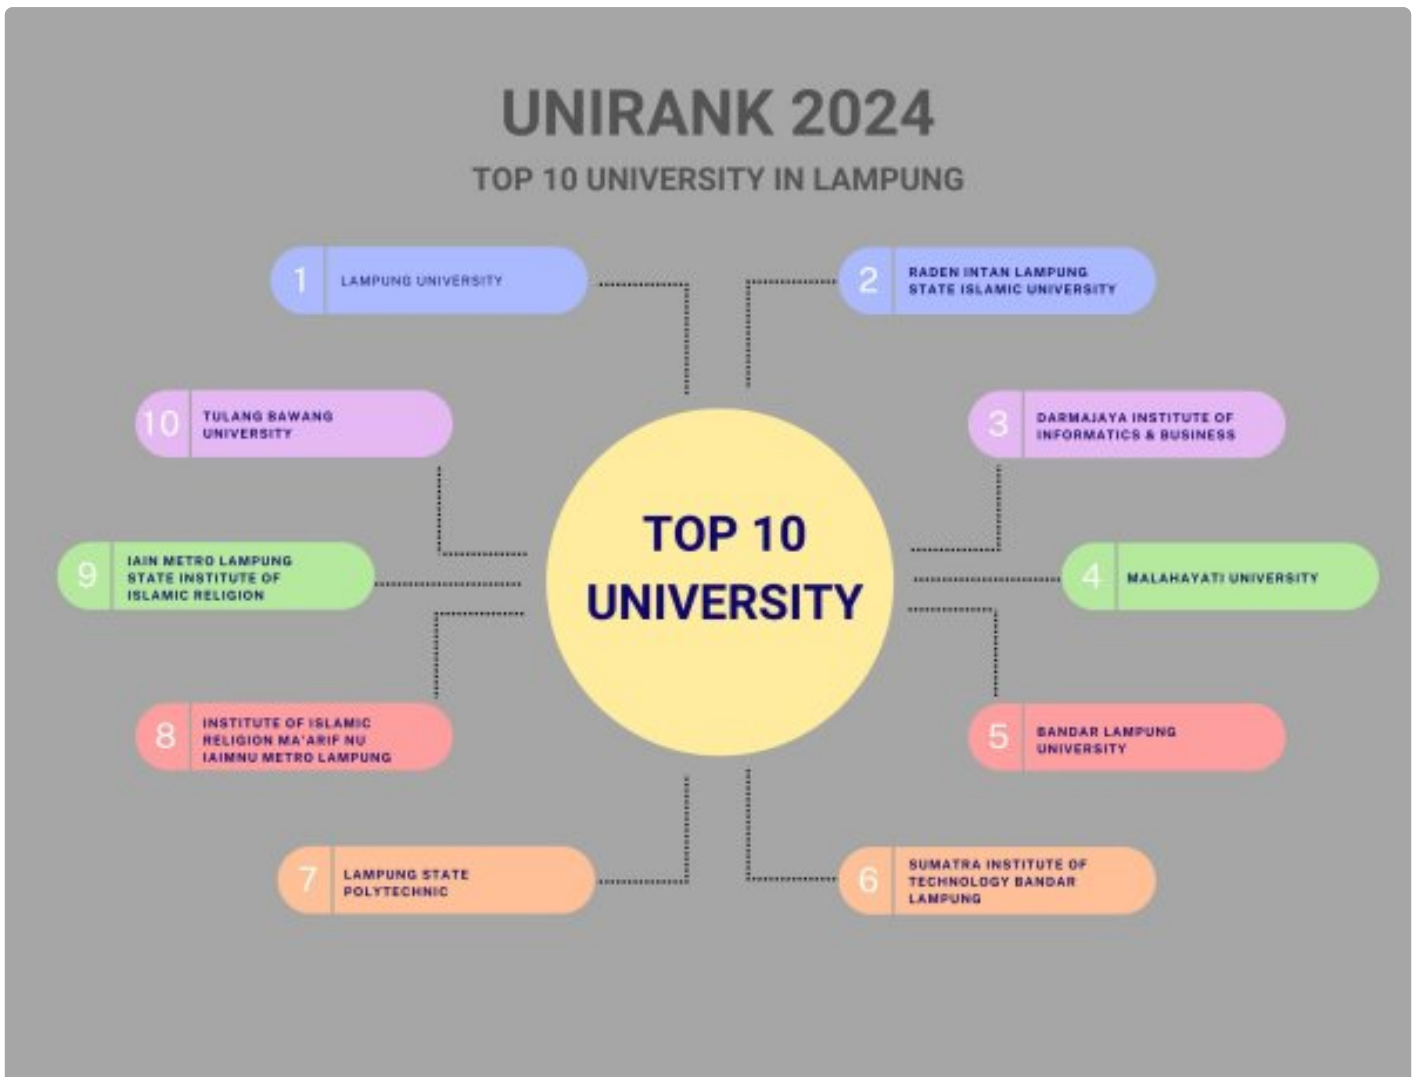 UNIRANK 2024
TOP 10 UNIVERSITY IN LAMPUNG
1
LAMPUNG UNIVERSITY
2
RADEN INTAN LAMPUNG
STATE ISLAMIC UNIVERSITY
10
TULANG BAWANG
UNIVERSITY
3
DARMAJAYA INSTITUTE OF
INFORMATICS & BUSINESS
TOP 10
UNIVERSITY
9
IAIN METRO LAMPUNG
STATE INSTITUTE OF
ISLAMIC RELIGION
4
MALAHAYATI UNIVERSITY
8
INSTITUTE OF ISLAMIC
RELIGION MA'ARIF NU
IAIMNU METRO LAMPUNG
5
BANDAR LAMPUNG
UNIVERSITY
7
LAMPUNG STATE
POLYTECHNIC
6
SUMATRA INSTITUTE OF
TECHNOLOGY BANDAR
LAMPUNG